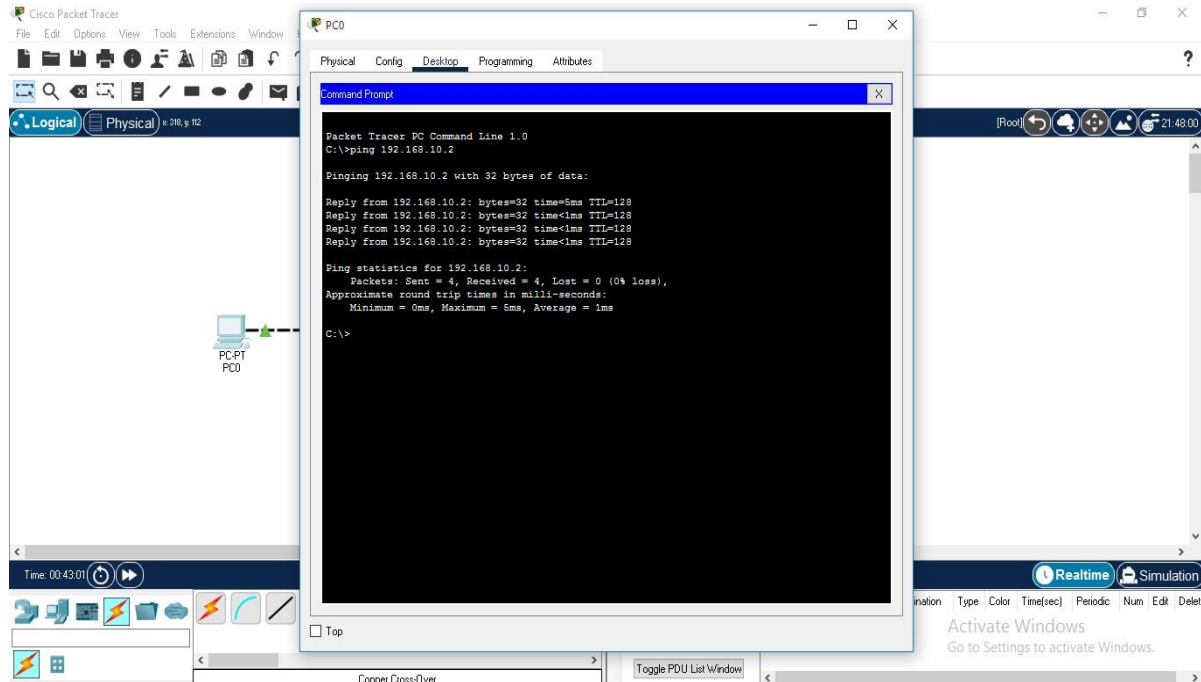 Cisco Packet Tracer
File Edit Options View Tools Extensions Window
PC0
Physical Config Desktop Programming Attributes
Command Prompt
X
Logical
Physical
x: 318, y: 112
[Root]
21:48:00
?
Packet Tracer PC Command Line 1.0
C:\>ping 192.168.10.2
Pinging 192.168.10.2 with 32 bytes of data:
Reply from 192.168.10.2: bytes=32 time=5ms TTL=128
Reply from 192.168.10.2: bytes=32 time<1ms TTL=128
Reply from 192.168.10.2: bytes=32 time<1ms TTL=128
Reply from 192.168.10.2: bytes=32 time<1ms TTL=128
Ping statistics for 192.168.10.2:
Packets: Sent = 4, Received = 4, Lost = 0 (0% loss),
Approximate round trip times in milli-seconds:
Minimum = 0ms, Maximum = 5ms, Average = 1ms
C:\>
PC-PT
PC0
Time: 00:43:01
Realtime
Simulation
Top
ination Type Color Time(sec) Periodic Num Edit Delet
Activate Windows
Go to Settings to activate Windows.
Toggle PDU List Window
Copper Cross-Over